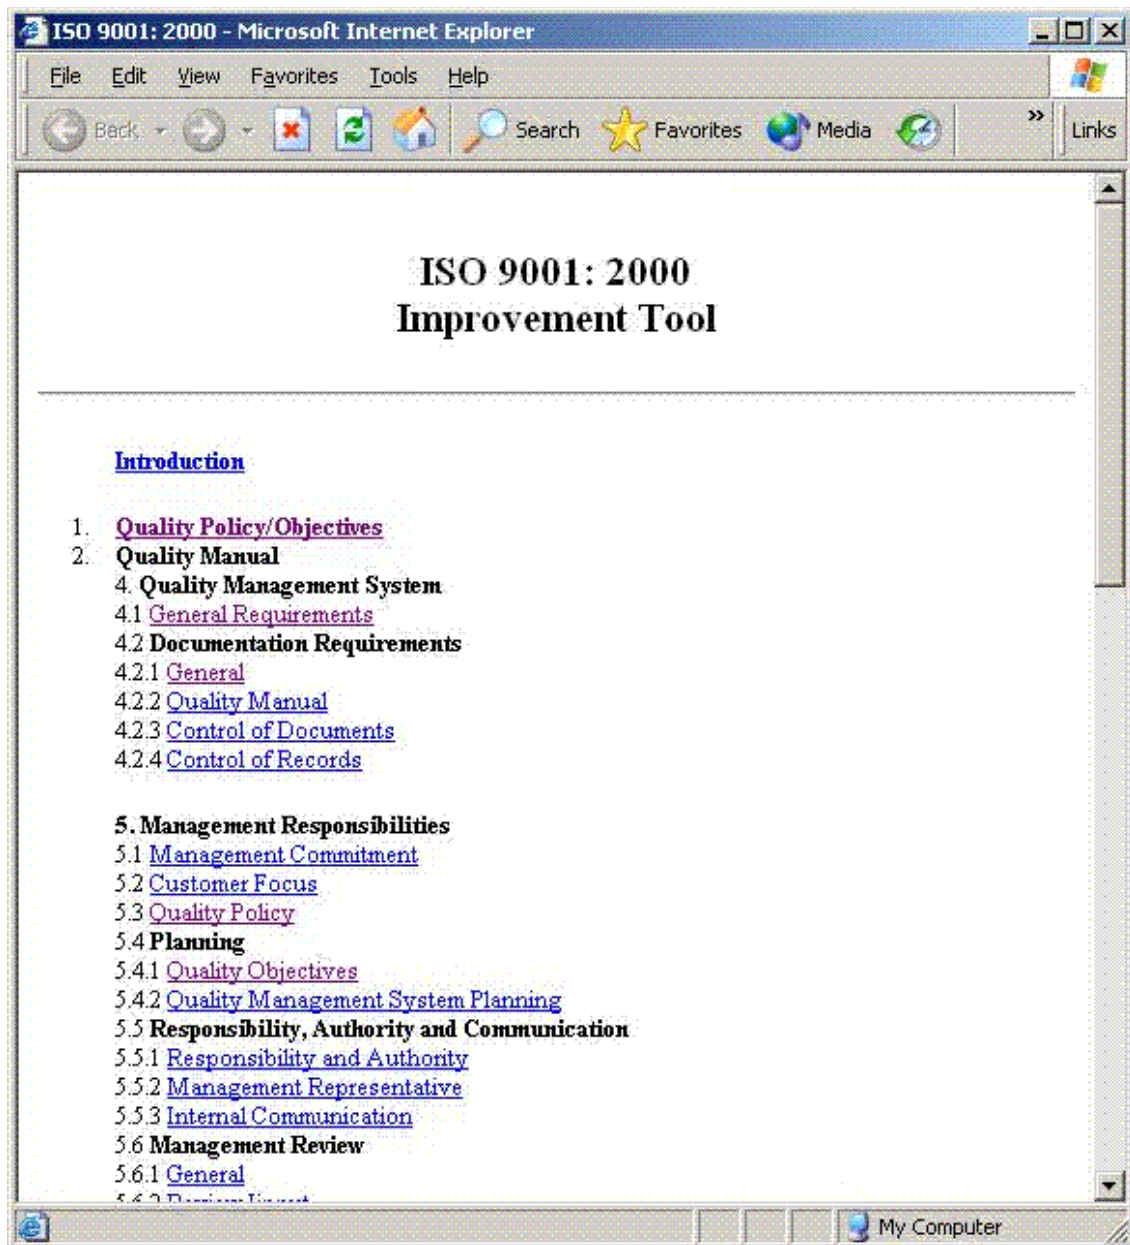 ISO 9001: 2000 - Microsoft Internet Explorer
File Edit View Favorites Tools Help
Back Search Favorites Media » Links
ISO 9001: 2000
Improvement Tool
Introduction
1. Quality Policy/Objectives
2. Quality Manual
4. Quality Management System
4.1 General Requirements
4.2 Documentation Requirements
4.2.1 General
4.2.2 Quality Manual
4.2.3 Control of Documents
4.2.4 Control of Records
5. Management Responsibilities
5.1 Management Commitment
5.2 Customer Focus
5.3 Quality Policy
5.4 Planning
5.4.1 Quality Objectives
5.4.2 Quality Management System Planning
5.5 Responsibility, Authority and Communication
5.5.1 Responsibility and Authority
5.5.2 Management Representative
5.5.3 Internal Communication
5.6 Management Review
5.6.1 General
5.6.2 Review
My Computer